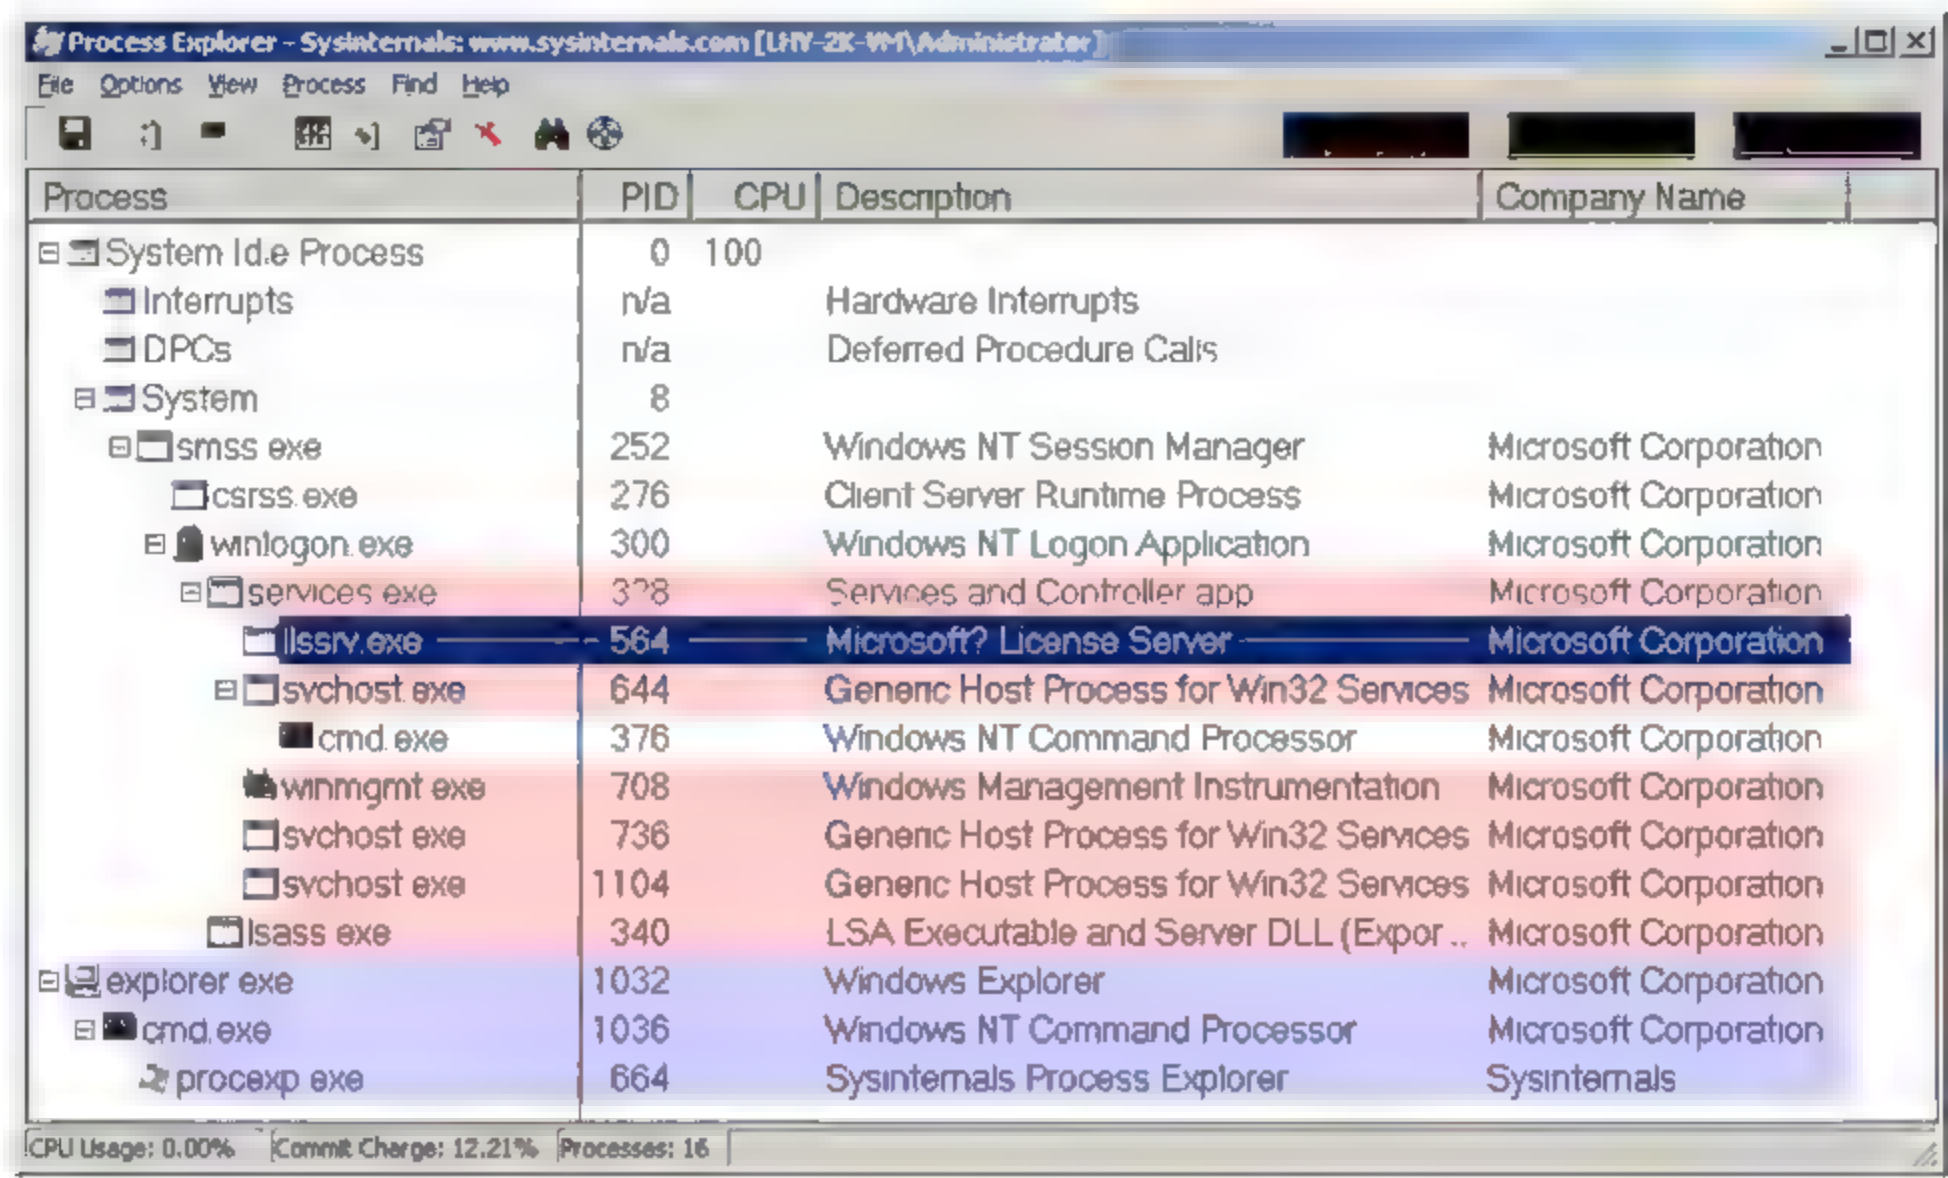 Process Explorer - Sysinternals: www.sysinternals.com [LHY-2K-VM\Administrator]
File Options View Process Find Help
Process PID CPU Description Company Name
System Idle Process 0 100
Interrupts n/a Hardware Interrupts
DPCs n/a Deferred Procedure Calls
System 8
smss.exe 252 Windows NT Session Manager Microsoft Corporation
csrss.exe 276 Client Server Runtime Process Microsoft Corporation
winlogon.exe 300 Windows NT Logon Application Microsoft Corporation
services.exe 328 Services and Controller app Microsoft Corporation
llssrv.exe 564 Microsoft? License Server Microsoft Corporation
svchost.exe 644 Generic Host Process for Win32 Services Microsoft Corporation
cmd.exe 376 Windows NT Command Processor Microsoft Corporation
winmgmt.exe 708 Windows Management Instrumentation Microsoft Corporation
svchost.exe 736 Generic Host Process for Win32 Services Microsoft Corporation
svchost.exe 1104 Generic Host Process for Win32 Services Microsoft Corporation
lsass.exe 340 LSA Executable and Server DLL (Expor... Microsoft Corporation
explorer.exe 1032 Windows Explorer Microsoft Corporation
cmd.exe 1036 Windows NT Command Processor Microsoft Corporation
procexp.exe 664 Sysinternals Process Explorer Sysinternals
CPU Usage: 0.00% Commit Charge: 12.21% Processes: 16